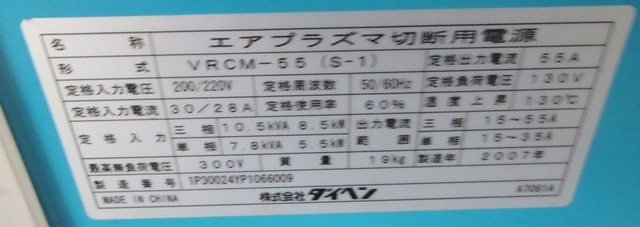 名 称 エアプラズマ切断用電源
形 式 VRCM-55 (S-1) 定格出力電流 55A
定格入力電圧 200/220V 定格周波数 50/60Hz 定格負荷電圧 130V
定格入力電流 30/28A 定格使用率 60% 温度上昇 130℃
定格入力 三相 10.5kVA 8.5kW 出力電流範囲 三相 15-55A
単相 7.8kVA 5.5kW 単相 15-35A
最高無負荷電圧 300V 質量 19kg 製造年 2007年
製造番号 1P30024YP1066009
MADE IN CHINA 株式会社ダイヘン A7081A